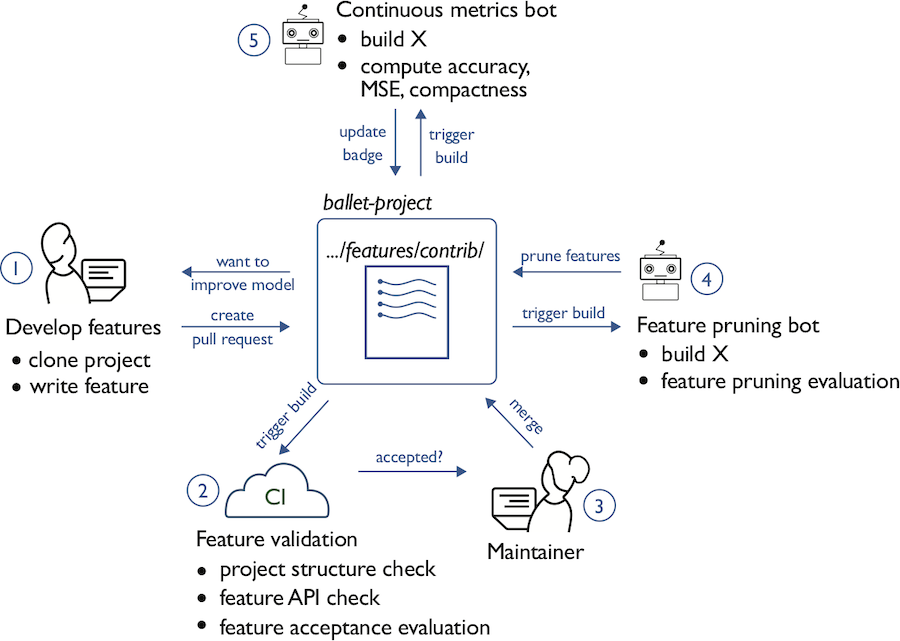 5
Continuous metrics bot
• build X
• compute accuracy,
MSE, compactness
update
badge
trigger
build
ballet-project
.../features/contrib/
1
want to
improve model
create
pull request
Develop features
• clone project
• write feature
prune features
trigger build
4
Feature pruning bot
• build X
• feature pruning evaluation
trigger build
2
CI
accepted?
merge
3
Maintainer
Feature validation
• project structure check
• feature API check
• feature acceptance evaluation